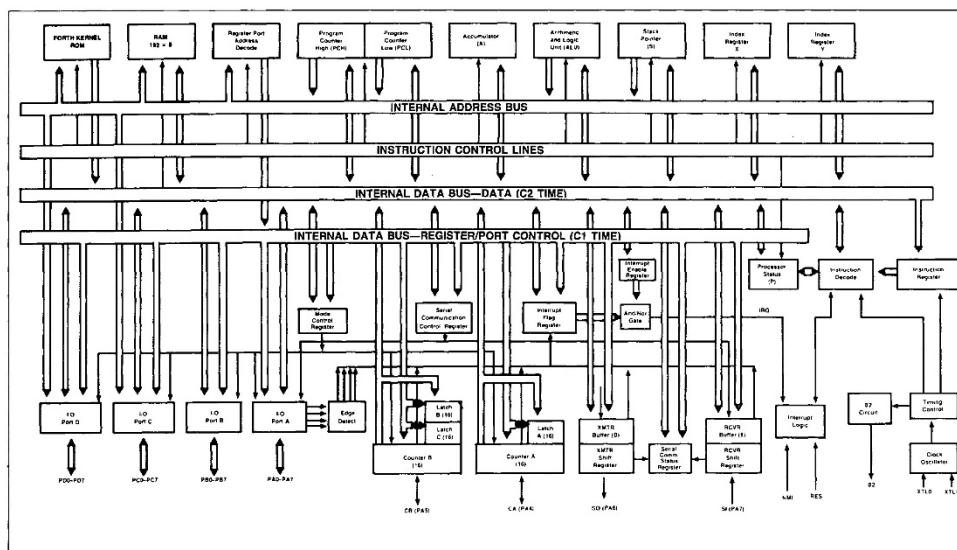 FORTH KERNEL
ROM
RAM
192 × 8
Register Port
Address
Decode
Program
Counter
High (PCH)
Program
Counter
Low (PCL)
Accumulator
(A)
Arithmetic
and Logic
Unit (ALU)
Stack
Pointer
(S)
Index
Register
X
Index
Register
Y
INTERNAL ADDRESS BUS
INSTRUCTION CONTROL LINES
INTERNAL DATA BUS—DATA (C2 TIME)
INTERNAL DATA BUS—REGISTER/PORT CONTROL (C1 TIME)
Interrupt
Enable
Register
Processor
Status
(P)
Instruction
Decode
Instruction
Register
Mode
Control
Register
Serial
Communication
Control Register
Interrupt
Flag
Register
And/Nor
Gate
IRQ
I/O
Port D
I/O
Port C
I/O
Port B
I/O
Port A
Edge
Detect
Latch
B (16)
Latch
C (16)
Counter B
(16)
Latch
A (16)
Counter A
(16)
XMTR
Buffer (8)
XMTR
Shift
Register
Serial
Comm
Status
Register
RCVR
Buffer (8)
RCVR
Shift
Register
Interrupt
Logic
Circuit
Timing
Control
Clock
Oscillator
PD0-PD7
PC0-PC7
PB0-PB7
PA0-PA7
CB (PA5)
CA (PA4)
SO (PA6)
SI (PA7)
NMI
RES
XTL0